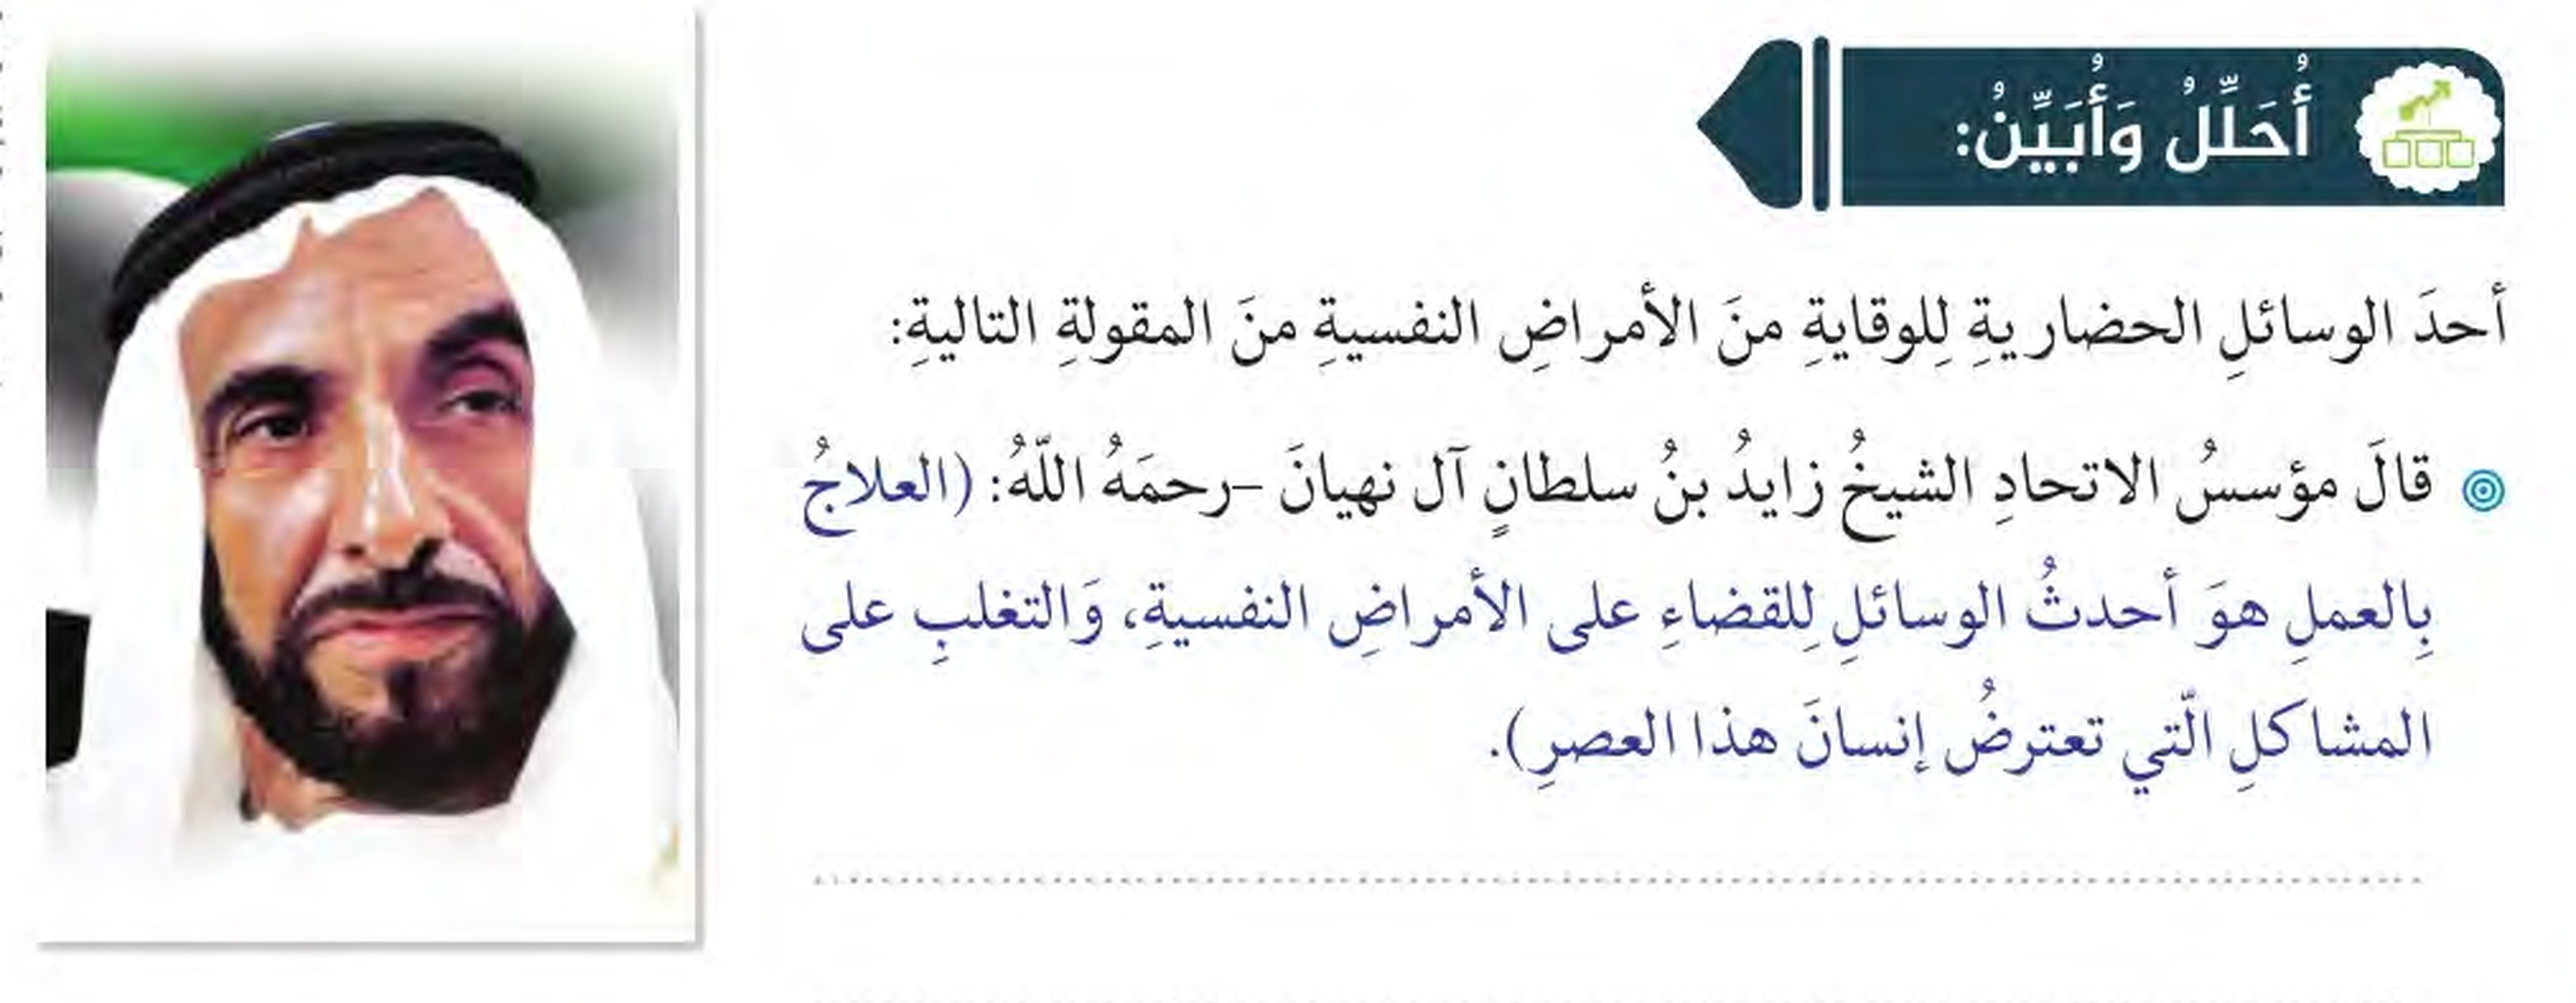 أُحَلِّلُ وَأُبَيِّنُ:
أحدَ الوسائلِ الحضاريةِ لِلوقايةِ منَ الأمراضِ النفسيةِ منَ المقولةِ التاليةِ:
قالَ مؤسسُ الاتحادِ الشيخُ زايدُ بنُ سلطانٍ آل نهيانَ –رحمَهُ اللّهُ: (العلاجُ
بِالعملِ هوَ أحدثُ الوسائلِ لِلقضاءِ على الأمراضِ النفسيةِ، وَالتغلبِ على
المشاكلِ الّتي تعترضُ إنسانَ هذا العصرِ).